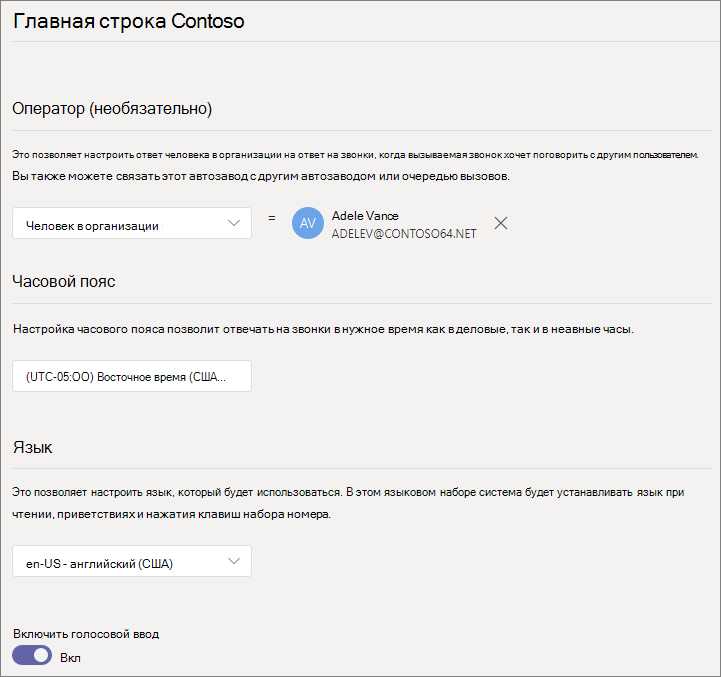 Главная строка Contoso
Оператор (необязательно)
Это позволяет настроить ответ человека в организации на ответ на звонки, когда вызываемая звонок хочет поговорить с другим пользователем.
Вы также можете связать этот автозавод с другим автозаводом или очередью вызовов.
Человек в организации
=
AV
Adele Vance
ADELEV@CONTOSO64.NET
Часовой пояс
Настройка часового пояса позволит отвечать на звонки в нужное время как в деловые, так и в неавные часы.
(UTC-05:OO) Восточное время (США...
Язык
Это позволяет настроить язык, который будет использоваться. В этом языковом наборе система будет устанавливать язык при
чтении, приветствиях и нажатия клавиш набора номера.
en-US - английский (США)
Включить голосовой ввод
Вкл